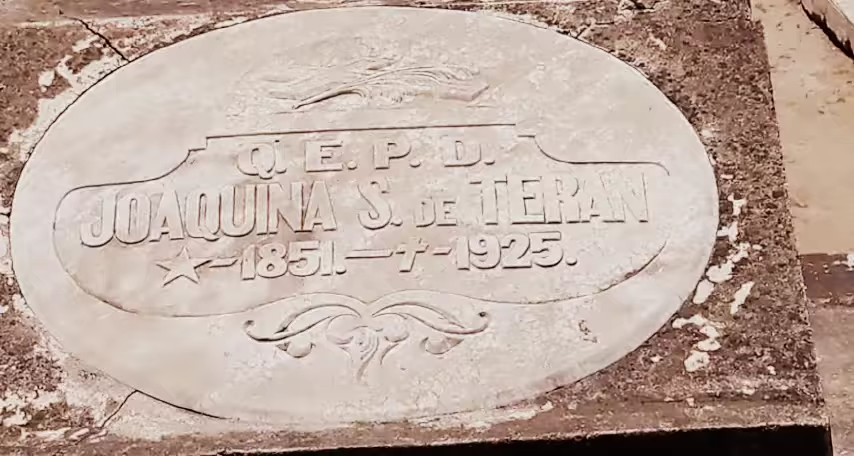 Q. E. P. D.
JOAQUINA S. DE TERAN
★-1851.-✝-1925.